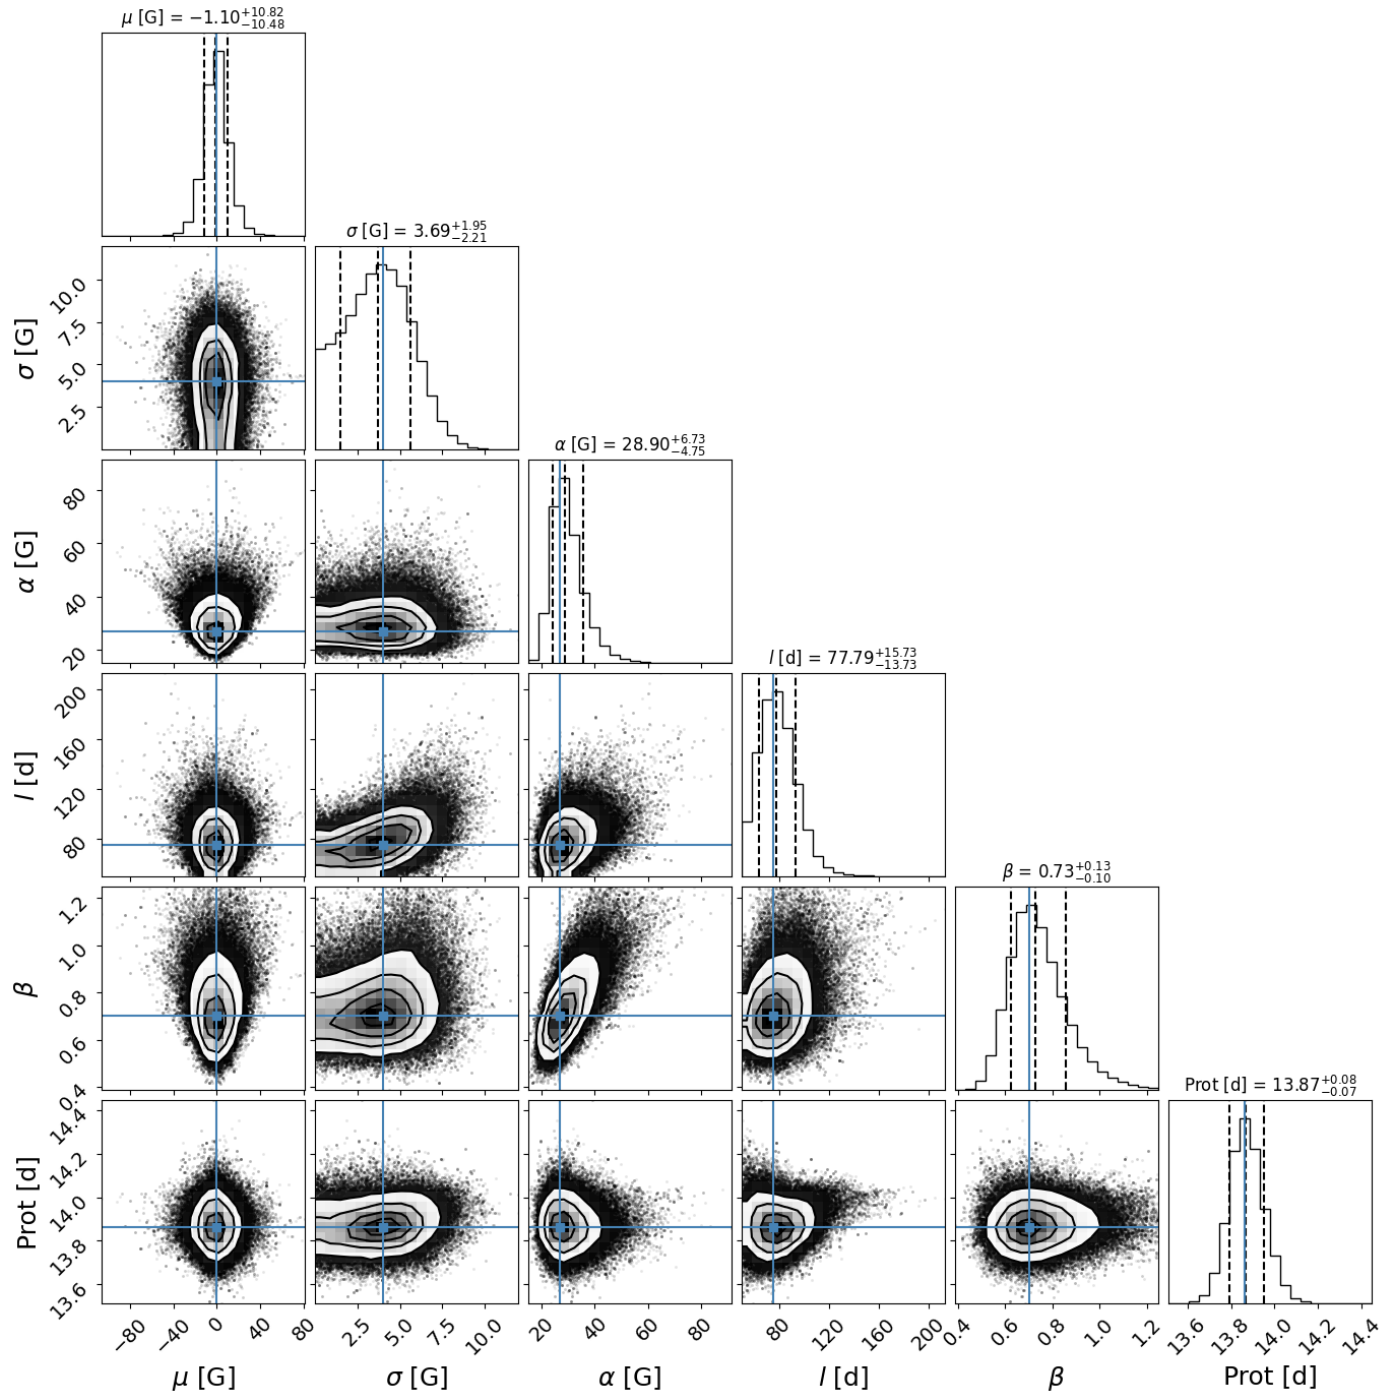 μ [G] = −1.10+10.82−10.48
σ [G] = 3.69+1.95−2.21
σ [G]
10.0
7.5
5.0
2.5
α [G] = 28.90+6.73−4.75
α [G]
80
60
40
20
l [d] = 77.79+15.73−13.73
l [d]
200
160
120
80
β = 0.73+0.13−0.10
β
1.2
1.0
0.8
0.6
0.4
Prot [d] = 13.87+0.08−0.07
Prot [d]
14.4
14.2
14.0
13.8
13.6
−80 −40 0 40 80
2.5 5.0 7.5 10.0
20 40 60 80
80 120 160 200
0.4 0.6 0.8 1.0 1.2
13.6 13.8 14.0 14.2 14.4
μ [G] σ [G] α [G] l [d] β Prot [d]